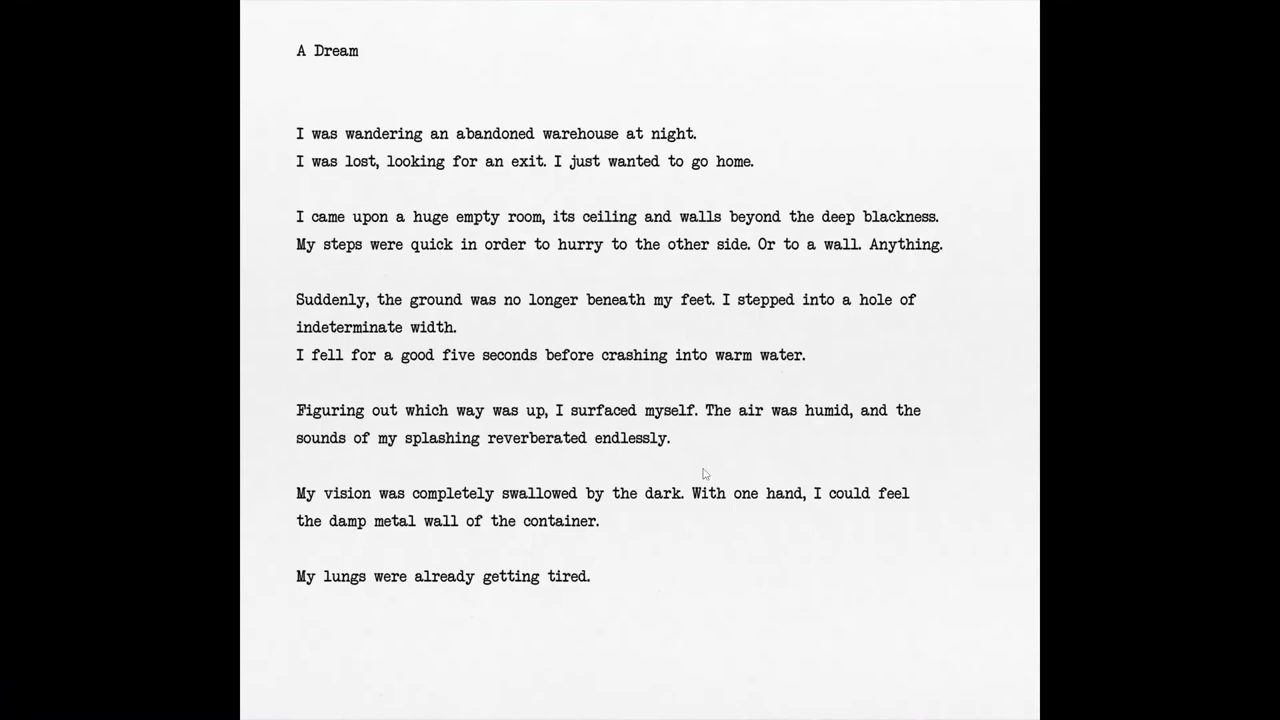 A Dream
I was wandering an abandoned warehouse at night.
I was lost, looking for an exit. I just wanted to go home.
I came upon a huge empty room, its ceiling and walls beyond the deep blackness.
My steps were quick in order to hurry to the other side. Or to a wall. Anything.
Suddenly, the ground was no longer beneath my feet. I stepped into a hole of
indeterminate width.
I fell for a good five seconds before crashing into warm water.
Figuring out which way was up, I surfaced myself. The air was humid, and the
sounds of my splashing reverberated endlessly.
My vision was completely swallowed by the dark. With one hand, I could feel
the damp metal wall of the container.
My lungs were already getting tired.